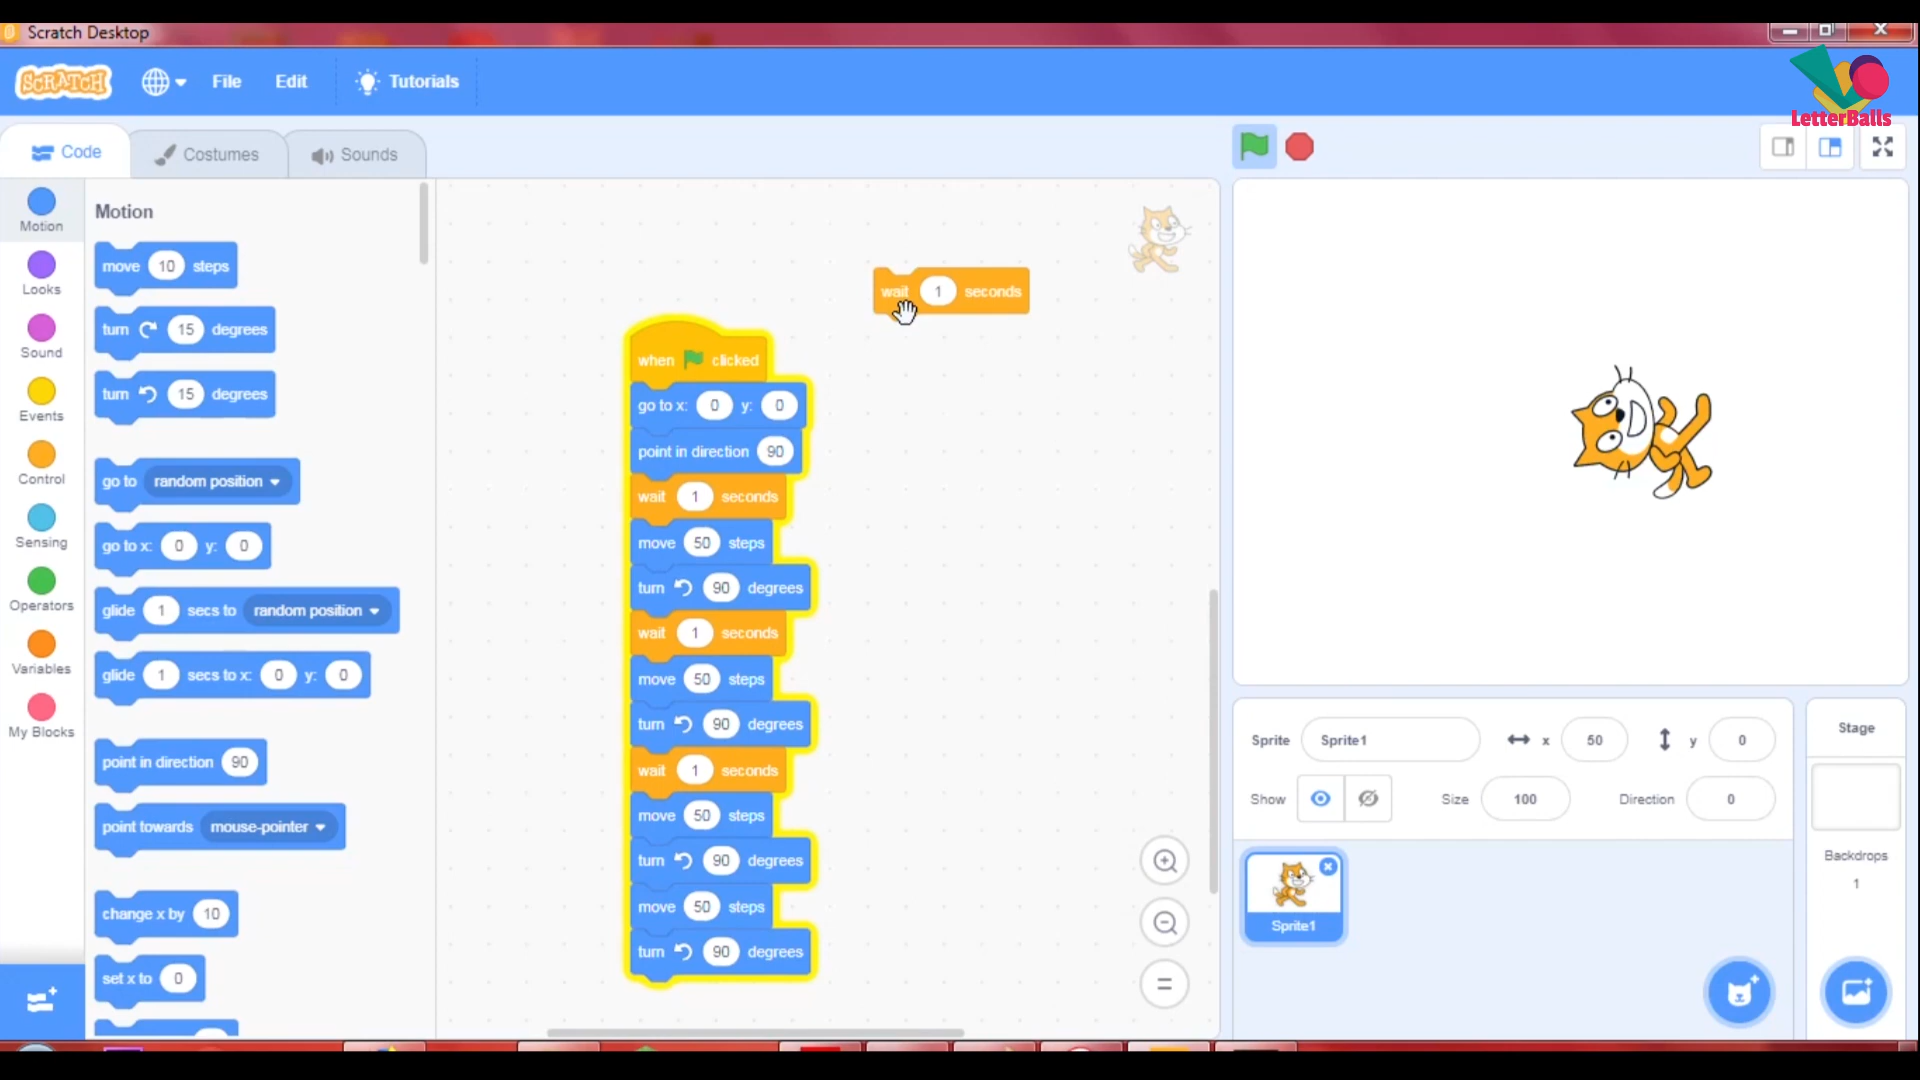 Scratch Desktop
SCRATCH
File
Edit
Tutorials
LetterBalls
Code
Costumes
Sounds
Motion
Looks
Sound
Events
Control
Sensing
Operators
Variables
My Blocks
Motion
move 10 steps
turn 15 degrees
turn 15 degrees
go to random position
go to x: 0 y: 0
glide 1 secs to random position
glide 1 secs to x: 0 y: 0
point in direction 90
point towards mouse-pointer
change x by 10
set x to 0
wait 1 seconds
when clicked
go to x: 0 y: 0
point in direction 90
wait 1 seconds
move 50 steps
turn 90 degrees
wait 1 seconds
move 50 steps
turn 90 degrees
wait 1 seconds
move 50 steps
turn 90 degrees
move 50 steps
turn 90 degrees
Sprite Sprite1 x 50 y 0
Show Size 100 Direction 0
Sprite1
Stage
Backdrops
1